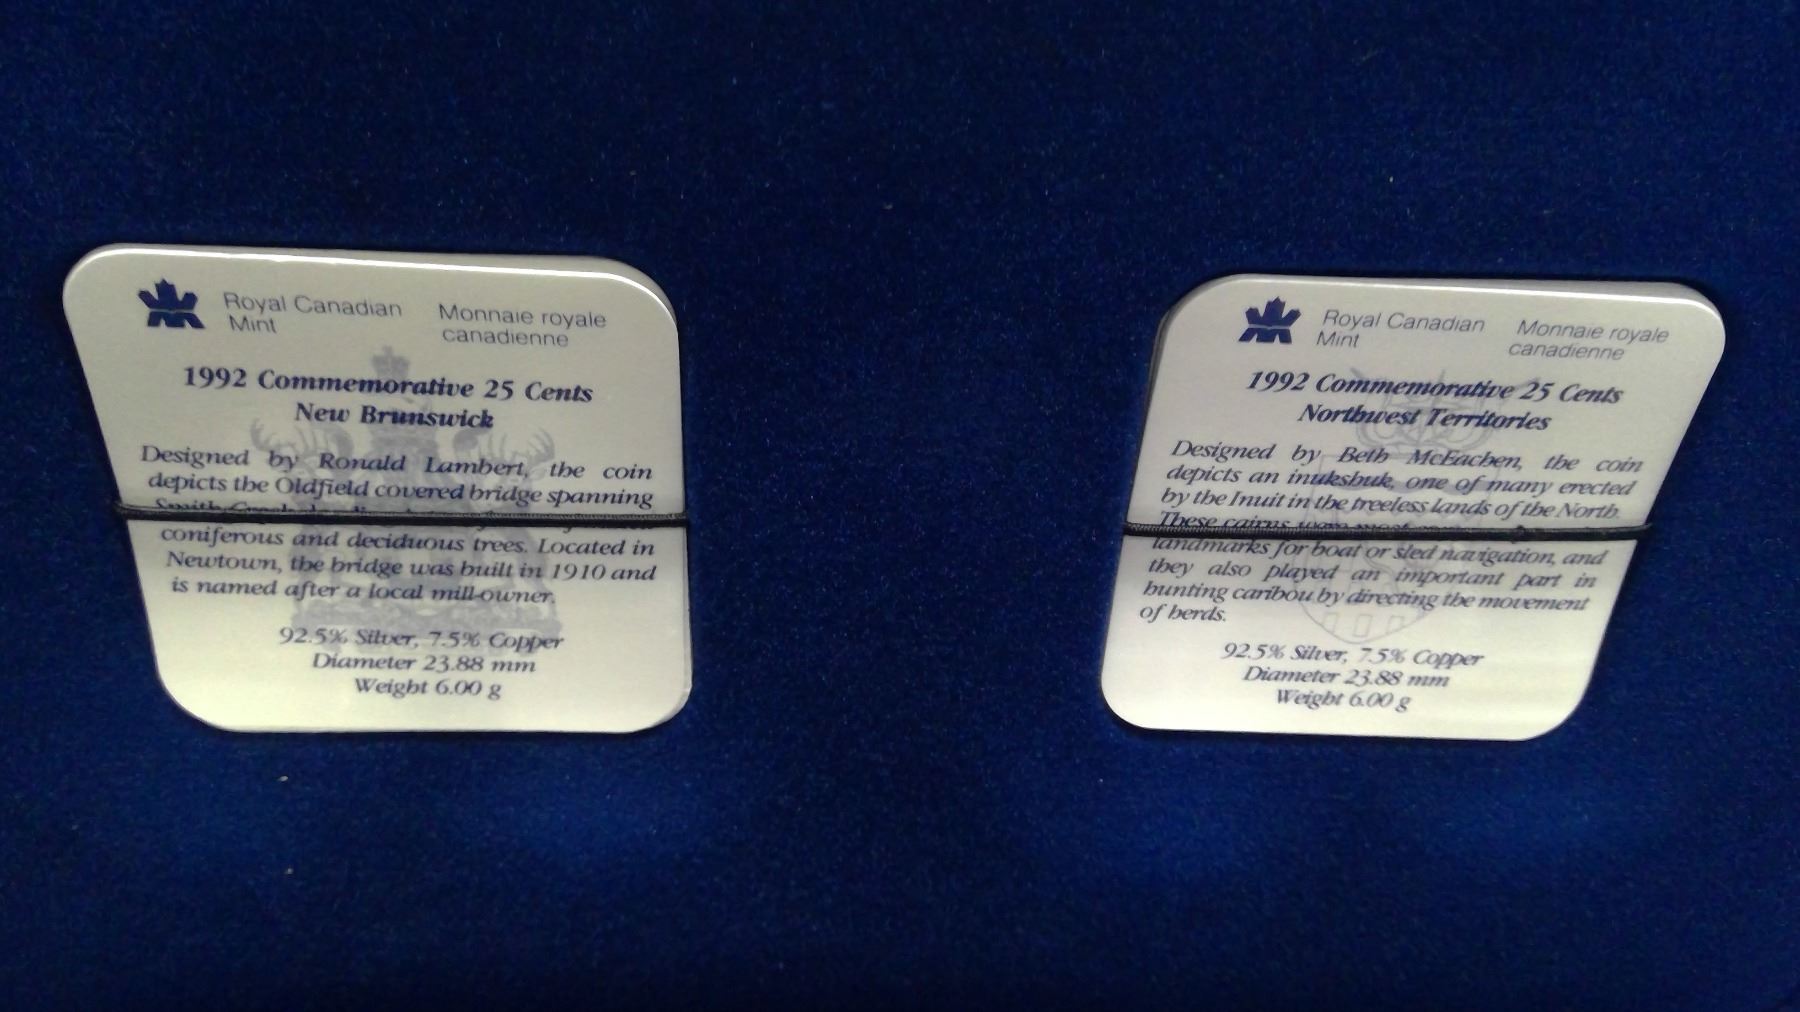 Royal Canadian Mint
Monnaie royale canadienne
1992 Commemorative 25 Cents
New Brunswick
Designed by Ronald Lambert, the coin
depicts the Oldfield covered bridge spanning
Smith Creek
coniferous and deciduous trees. Located in
Newtown, the bridge was built in 1910 and
is named after a local mill-owner.
92.5% Silver, 7.5% Copper
Diameter 23.88 mm
Weight 6.00 g
Royal Canadian Mint
Monnaie royale canadienne
1992 Commemorative 25 Cents
Northwest Territories
Designed by Beth McEachen, the coin
depicts an inukshuk, one of many erected
by the Inuit in the treeless lands of the North.
These cairns were most
landmarks for boat or sled navigation, and
they also played an important part in
hunting caribou by directing the movement
of herds.
92.5% Silver, 7.5% Copper
Diameter 23.88 mm
Weight 6.00 g